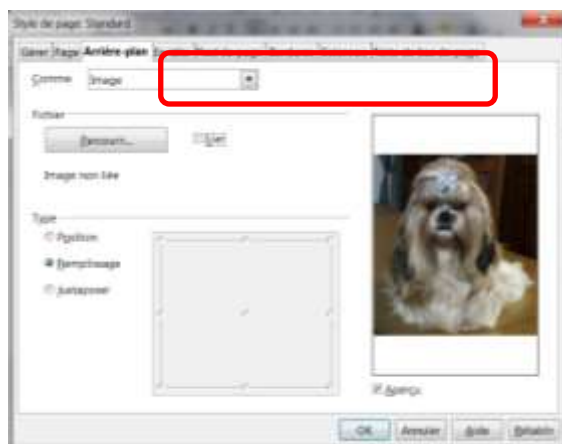 Style de page: Standard
Gérer Page Arrière-plan
Comme Image
Fichier
Parcourir... Lier
Image non liée
Type
Position
Remplissage
Juxtaposer
Aperçu
OK Annuler Aide Rétablir